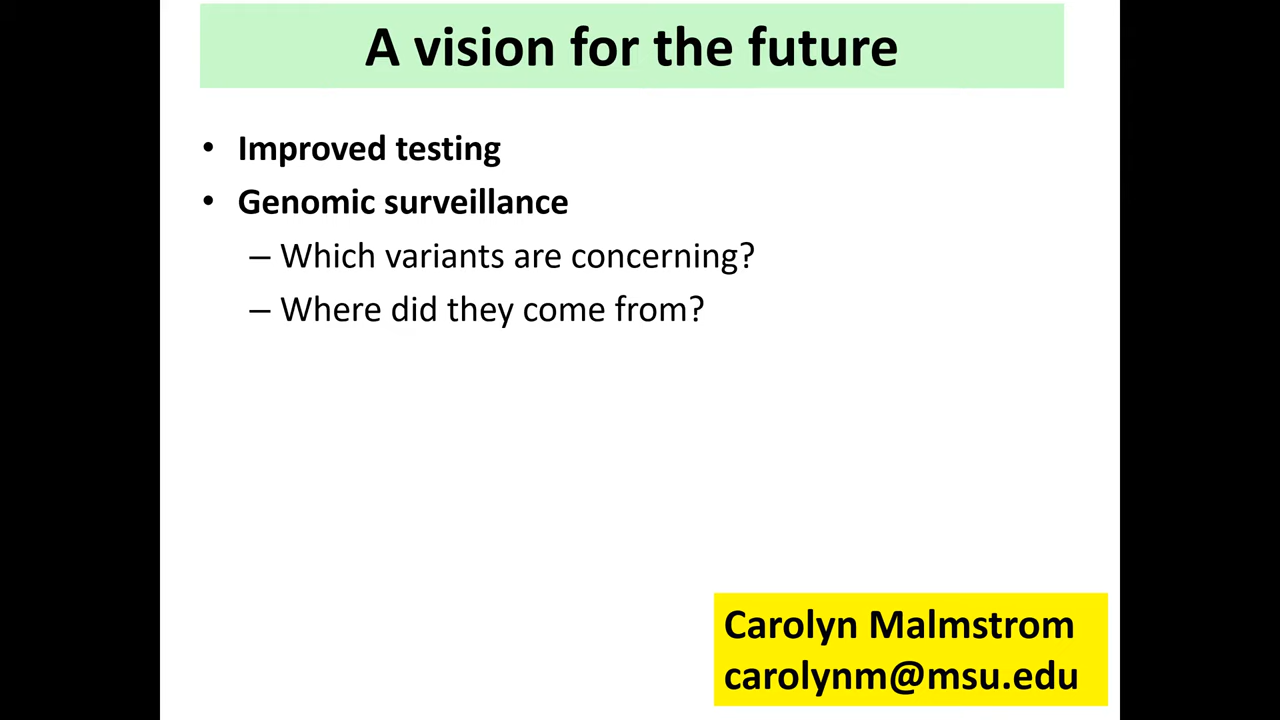 A vision for the future
• Improved testing
• Genomic surveillance
– Which variants are concerning?
– Where did they come from?
Carolyn Malmstrom
carolynm@msu.edu